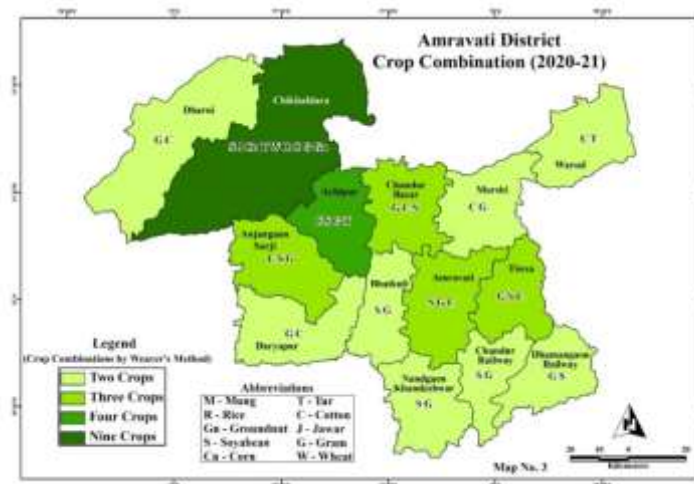 Amravati District
Crop Combination (2020-21)
Chikhaldara
Dharni
G C
C T
Warud
Achalpur
Chandur
Bazar
G C S
Morshi
C G
Anjangaon
Surji
C S G
Bhatkuli
S G
Amravati
S G C
Tiosa
G S C
G C
Daryapur
Chandur
Railway
S G
Dhamangaon
Railway
G S
Nandgaon
Khandeshwar
S G
Legend
(Crop Combinations by Weaver's Method)
Two Crops
Three Crops
Four Crops
Nine Crops
Abbreviations
M - Mung T - Tur
R - Rice C - Cotton
Gn - Groundnut J - Jawar
S - Soyabean G - Gram
Cn - Corn W - Wheat
Map No. 3
Kilometers